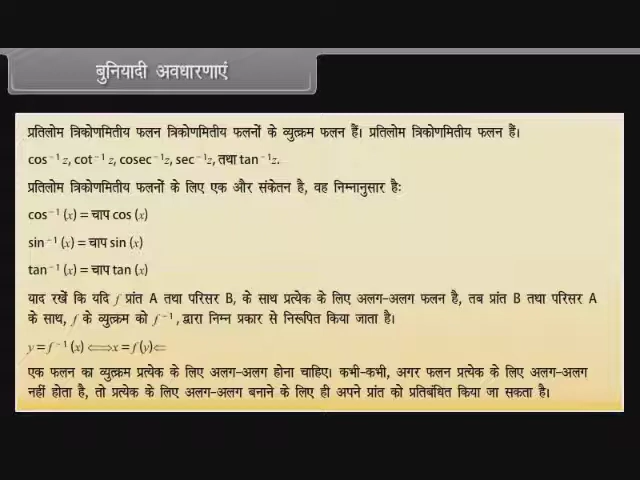 बुनियादी अवधारणाएं
प्रतिलोम त्रिकोणमितीय फलन त्रिकोणमितीय फलनों के व्युत्क्रम फलन हैं। प्रतिलोम त्रिकोणमितीय फलन हैं।
cos⁻¹z, cot⁻¹z, cosec⁻¹z, sec⁻¹z, तथा tan⁻¹z.
प्रतिलोम त्रिकोणमितीय फलनों के लिए एक और संकेतन है, वह निम्नानुसार हैः
cos⁻¹(x) = चाप cos (x)
sin⁻¹(x) = चाप sin (x)
tan⁻¹(x) = चाप tan (x)
याद रखें कि यदि f प्रांत A तथा परिसर B, के साथ प्रत्येक के लिए अलग-अलग फलन है, तब प्रांत B तथा परिसर A
के साथ, f के व्युत्क्रम को f⁻¹, द्वारा निम्न प्रकार से निरूपित किया जाता है।
y = f⁻¹(x) ⟺ x = f(y) ⇐
एक फलन का व्युत्क्रम प्रत्येक के लिए अलग-अलग होना चाहिए। कभी-कभी, अगर फलन प्रत्येक के लिए अलग-अलग
नहीं होता है, तो प्रत्येक के लिए अलग-अलग बनाने के लिए ही अपने प्रांत को प्रतिबंधित किया जा सकता है।